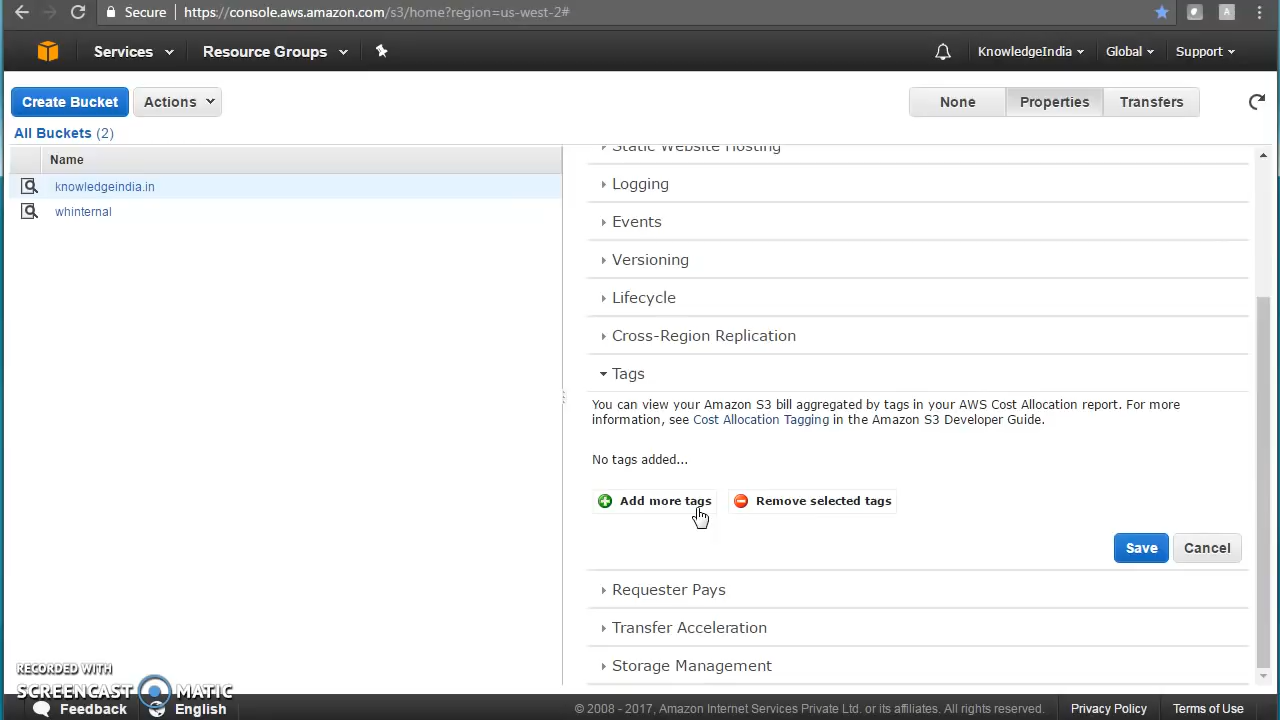 Secure https://console.aws.amazon.com/s3/home?region=us-west-2#
Services Resource Groups KnowledgeIndia Global Support
Create Bucket Actions None Properties Transfers
All Buckets (2)
Name
knowledgeindia.in
whinternal
Static Website Hosting
Logging
Events
Versioning
Lifecycle
Cross-Region Replication
Tags
You can view your Amazon S3 bill aggregated by tags in your AWS Cost Allocation report. For more
information, see Cost Allocation Tagging in the Amazon S3 Developer Guide.
No tags added...
Add more tags Remove selected tags
Save Cancel
Requester Pays
Transfer Acceleration
Storage Management
RECORDED WITH
SCREENCAST MATIC
Feedback English © 2008 - 2017, Amazon Internet Services Private Ltd. or its affiliates. All rights reserved. Privacy Policy Terms of Use